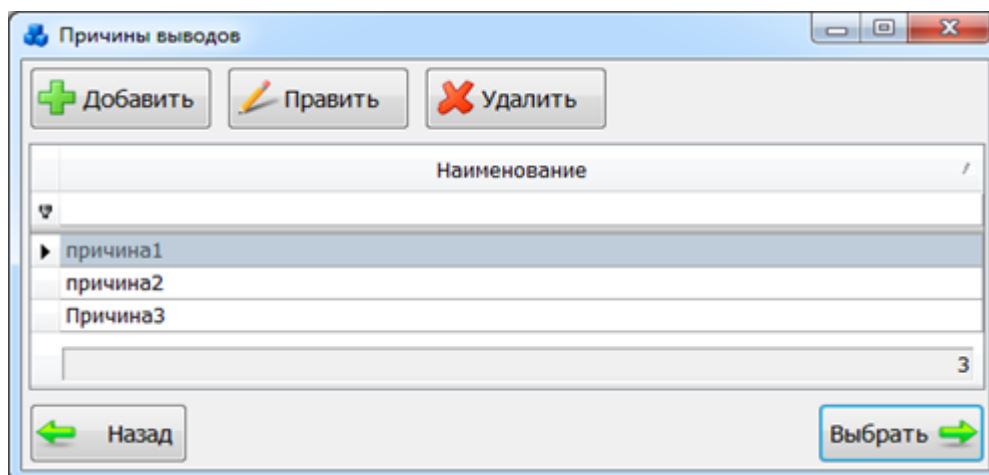 Причины выводов
Добавить Править Удалить
Наименование
причина1
причина2
Причина3
3
Назад Выбрать